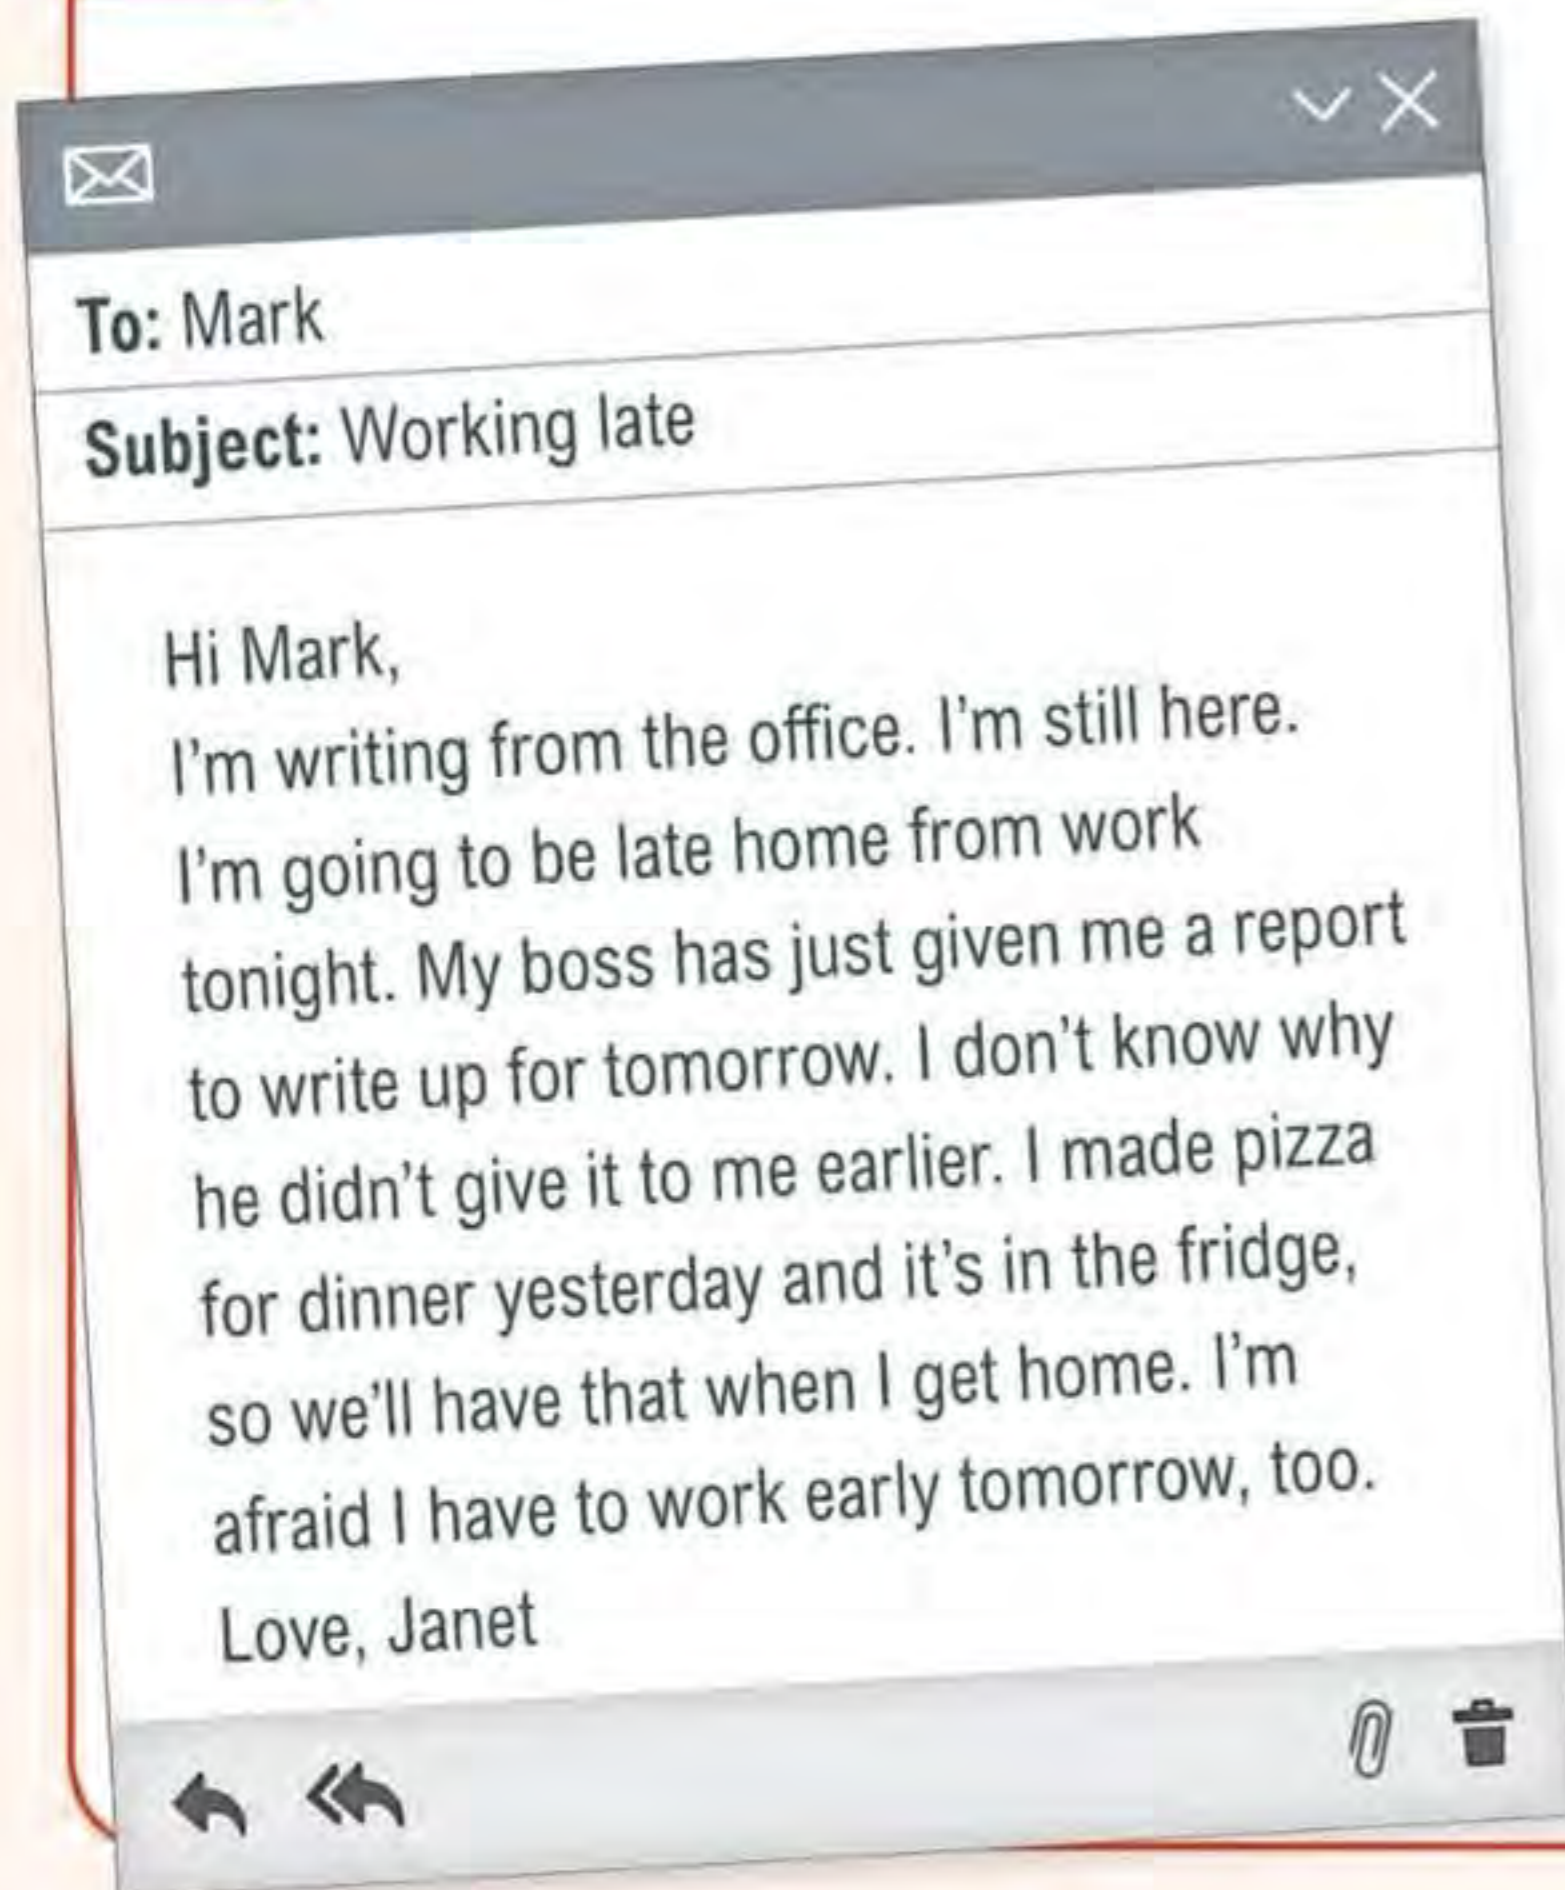 To: Mark
Subject: Working late
Hi Mark,
I'm writing from the office. I'm still here.
I'm going to be late home from work
tonight. My boss has just given me a report
to write up for tomorrow. I don't know why
he didn't give it to me earlier. I made pizza
for dinner yesterday and it's in the fridge,
so we'll have that when I get home. I'm
afraid I have to work early tomorrow, too.
Love, Janet